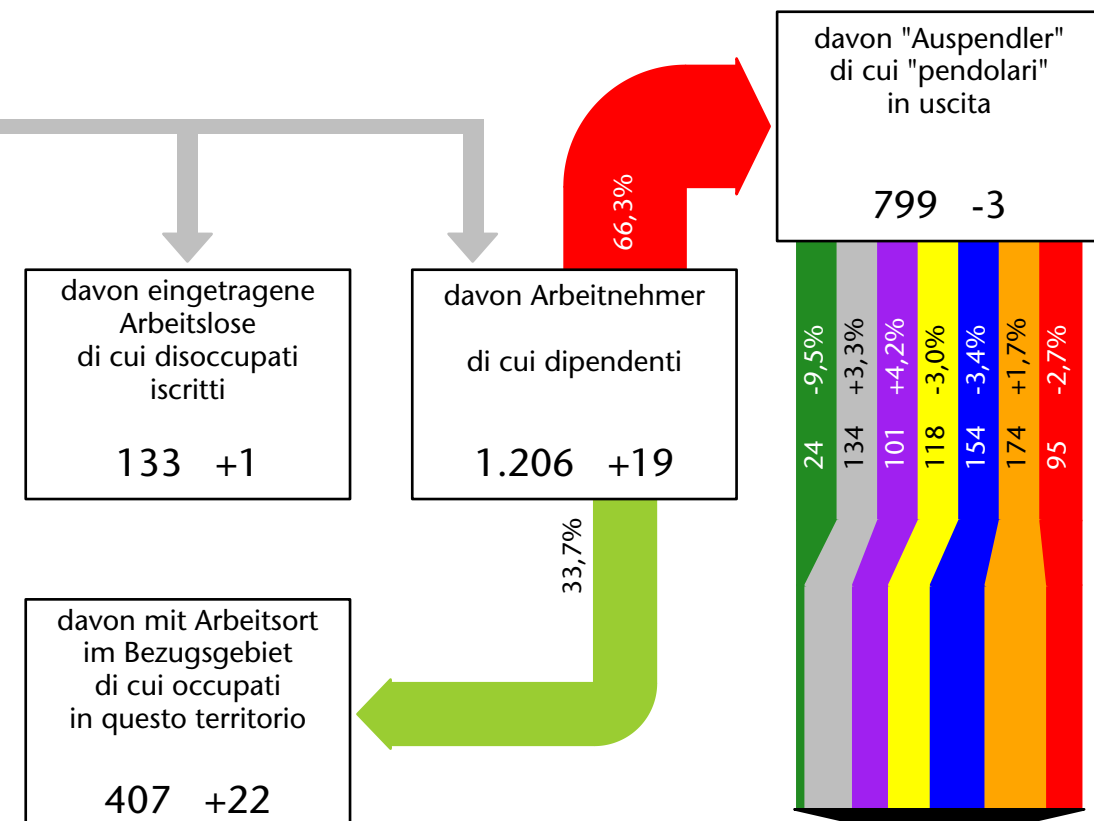 davon "Auspendler"
di cui "pendolari"
in uscita
799 -3
66,3%
davon eingetragene
Arbeitslose
di cui disoccupati
iscritti
133 +1
davon Arbeitnehmer
di cui dipendenti
1.206 +19
24 -9,5%
134 +3,3%
101 +4,2%
118 -3,0%
154 -3,4%
174 +1,7%
95 -2,7%
33,7%
davon mit Arbeitsort
im Bezugsgebiet
di cui occupati
in questo territorio
407 +22